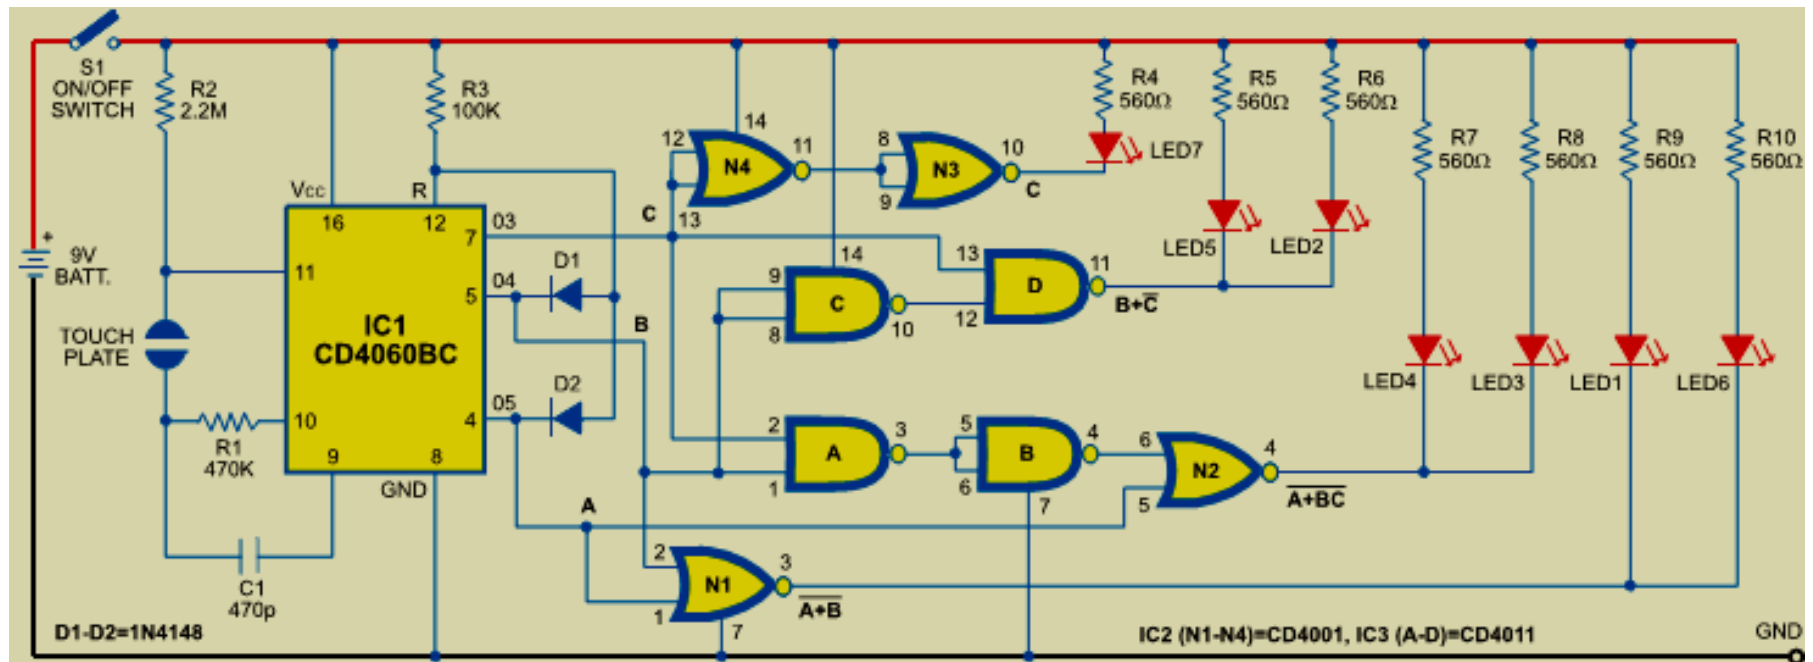 S1
ON/OFF
SWITCH
R2
2.2M
R3
100K
R4
560Ω
R5
560Ω
R6
560Ω
R7
560Ω
R8
560Ω
R9
560Ω
R10
560Ω
LED7
LED5
LED2
LED4
LED3
LED1
LED6
+
9V
BATT.
TOUCH
PLATE
Vcc
R
16
12
11
10
9
8
7
5
4
03
04
05
IC1
CD4060BC
GND
R1
470K
C1
470p
D1
D2
C
B
A
12
13
14
N4
11
8
9
N3
10
C
9
8
14
C
10
13
12
D
11
B+C̅
2
1
A
3
5
6
B
4
7
6
5
N2
4
A̅+̅B̅C̅
2
1
N1
3
7
A̅+̅B̅
D1-D2=1N4148
IC2 (N1-N4)=CD4001, IC3 (A-D)=CD4011
GND